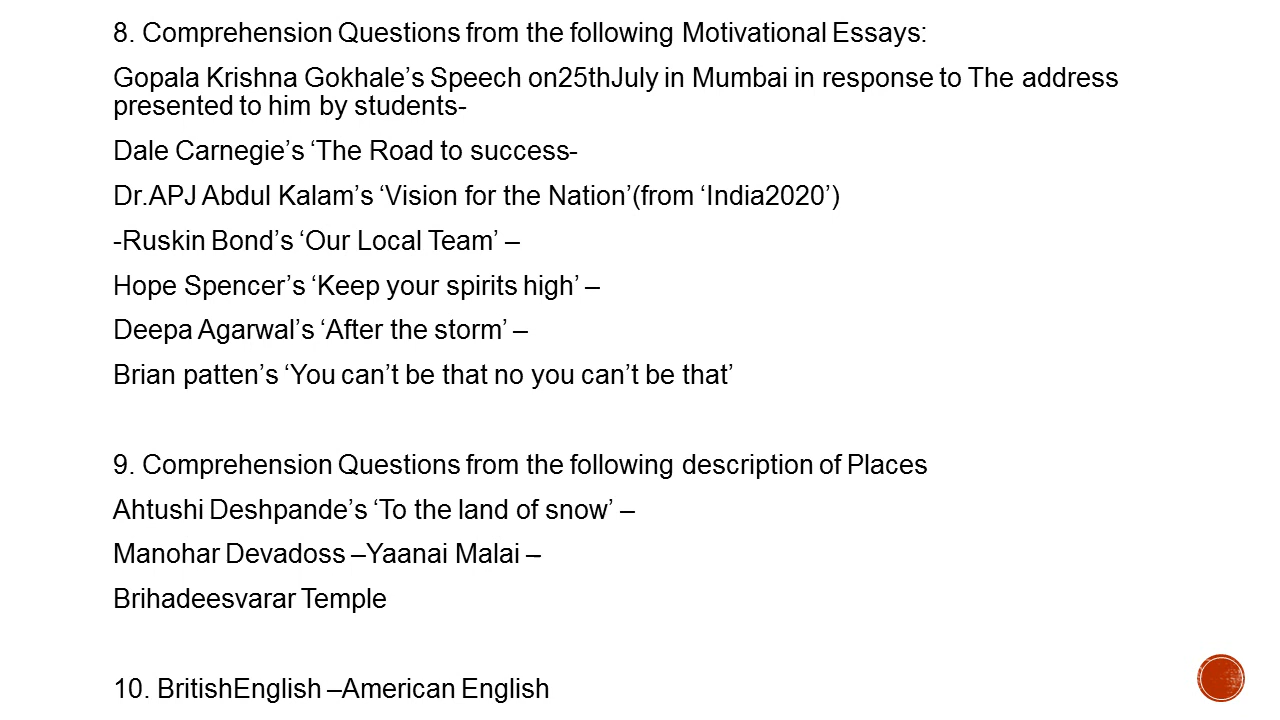 8. Comprehension Questions from the following Motivational Essays:
Gopala Krishna Gokhale’s Speech on25thJuly in Mumbai in response to The address
presented to him by students-
Dale Carnegie’s ‘The Road to success-
Dr.APJ Abdul Kalam’s ‘Vision for the Nation’(from ‘India2020’)
-Ruskin Bond’s ‘Our Local Team’ –
Hope Spencer’s ‘Keep your spirits high’ –
Deepa Agarwal’s ‘After the storm’ –
Brian patten’s ‘You can’t be that no you can’t be that’
9. Comprehension Questions from the following description of Places
Ahtushi Deshpande’s ‘To the land of snow’ –
Manohar Devadoss –Yaanai Malai –
Brihadeesvarar Temple
10. BritishEnglish –American English